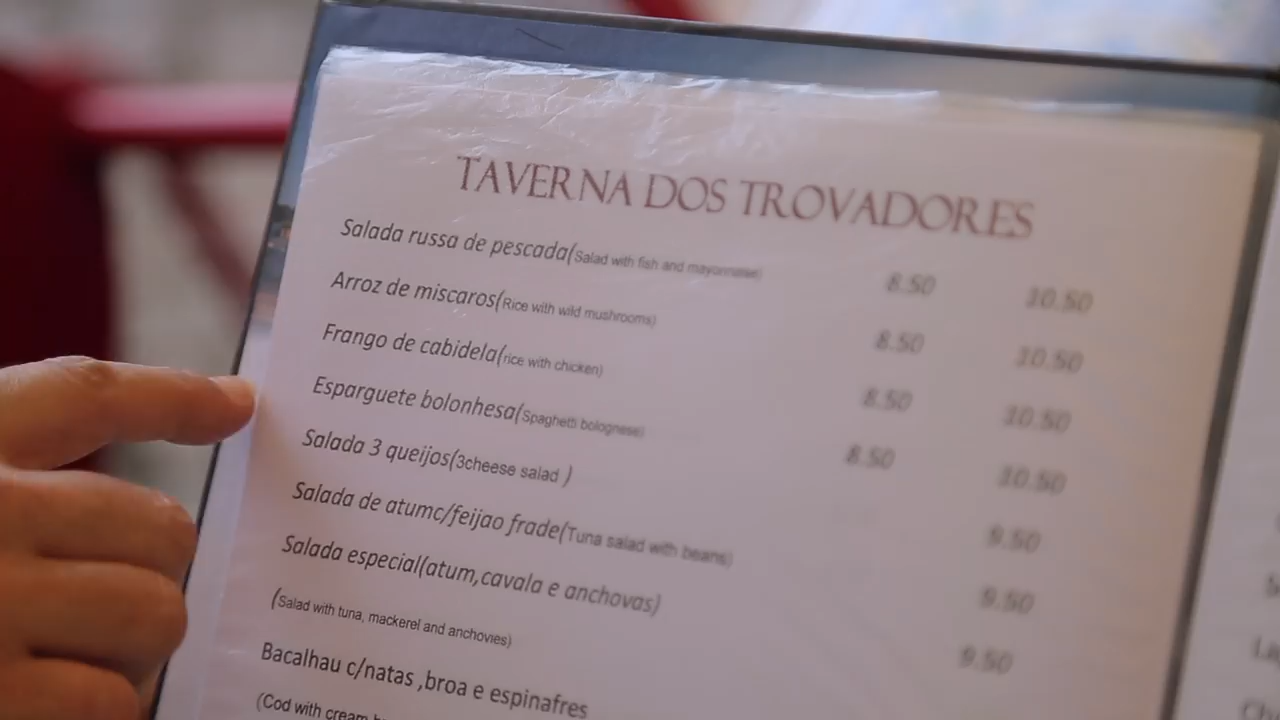 TAVERNA DOS TROVADORES
Salada russa de pescada(Salad with fish and mayonnaise) 8.50 10.50
Arroz de miscaros(Rice with wild mushrooms) 8.50 10.50
Frango de cabidela(rice with chicken) 8.50 10.50
Esparguete bolonhesa(Spaghetti bolognese) 8.50 10.50
Salada 3 queijos(3cheese salad ) 9.50
Salada de atumc/feijao frade(Tuna salad with beans) 9.50
Salada especial(atum,cavala e anchovas) 9.50
(Salad with tuna, mackerel and anchovies)
Bacalhau c/natas ,broa e espinafres
(Cod with cream